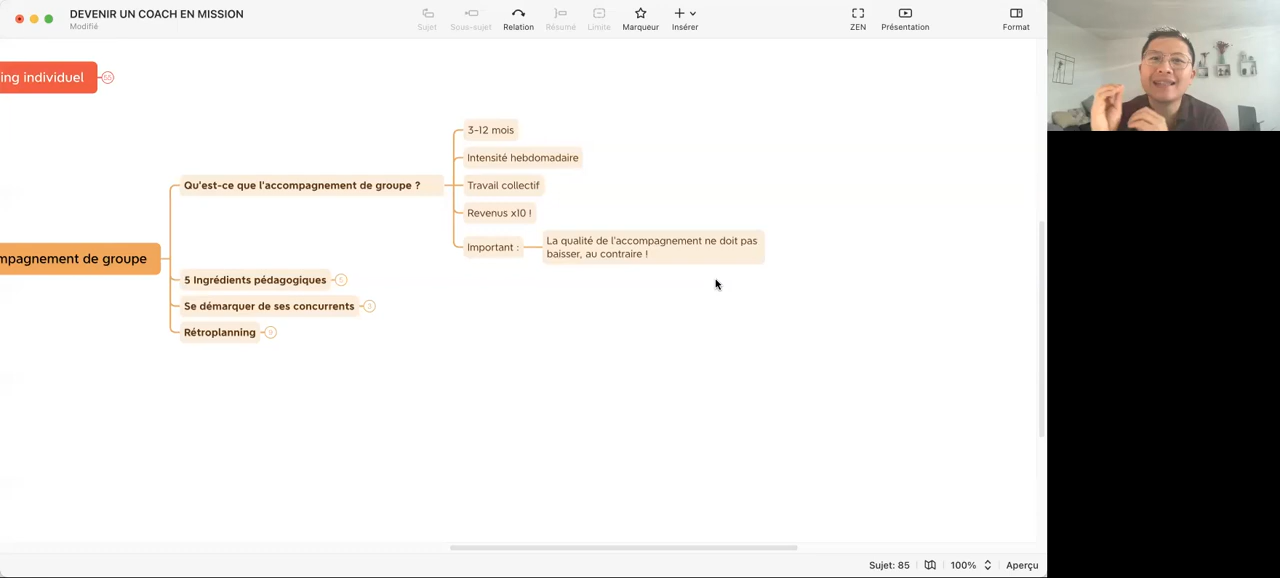 DEVENIR UN COACH EN MISSION
Modifié
Sujet
Sous-sujet
Relation
Résumé
Limite
Marqueur
Insérer
ZEN
Présentation
Format
ing individuel
55
3-12 mois
Intensité hebdomadaire
Qu'est-ce que l'accompagnement de groupe ?
Travail collectif
Revenus x10 !
Important :
La qualité de l'accompagnement ne doit pas
baisser, au contraire !
mpagnement de groupe
5 Ingrédients pédagogiques
5
Se démarquer de ses concurrents
3
Rétroplanning
Sujet: 85
100%
Aperçu